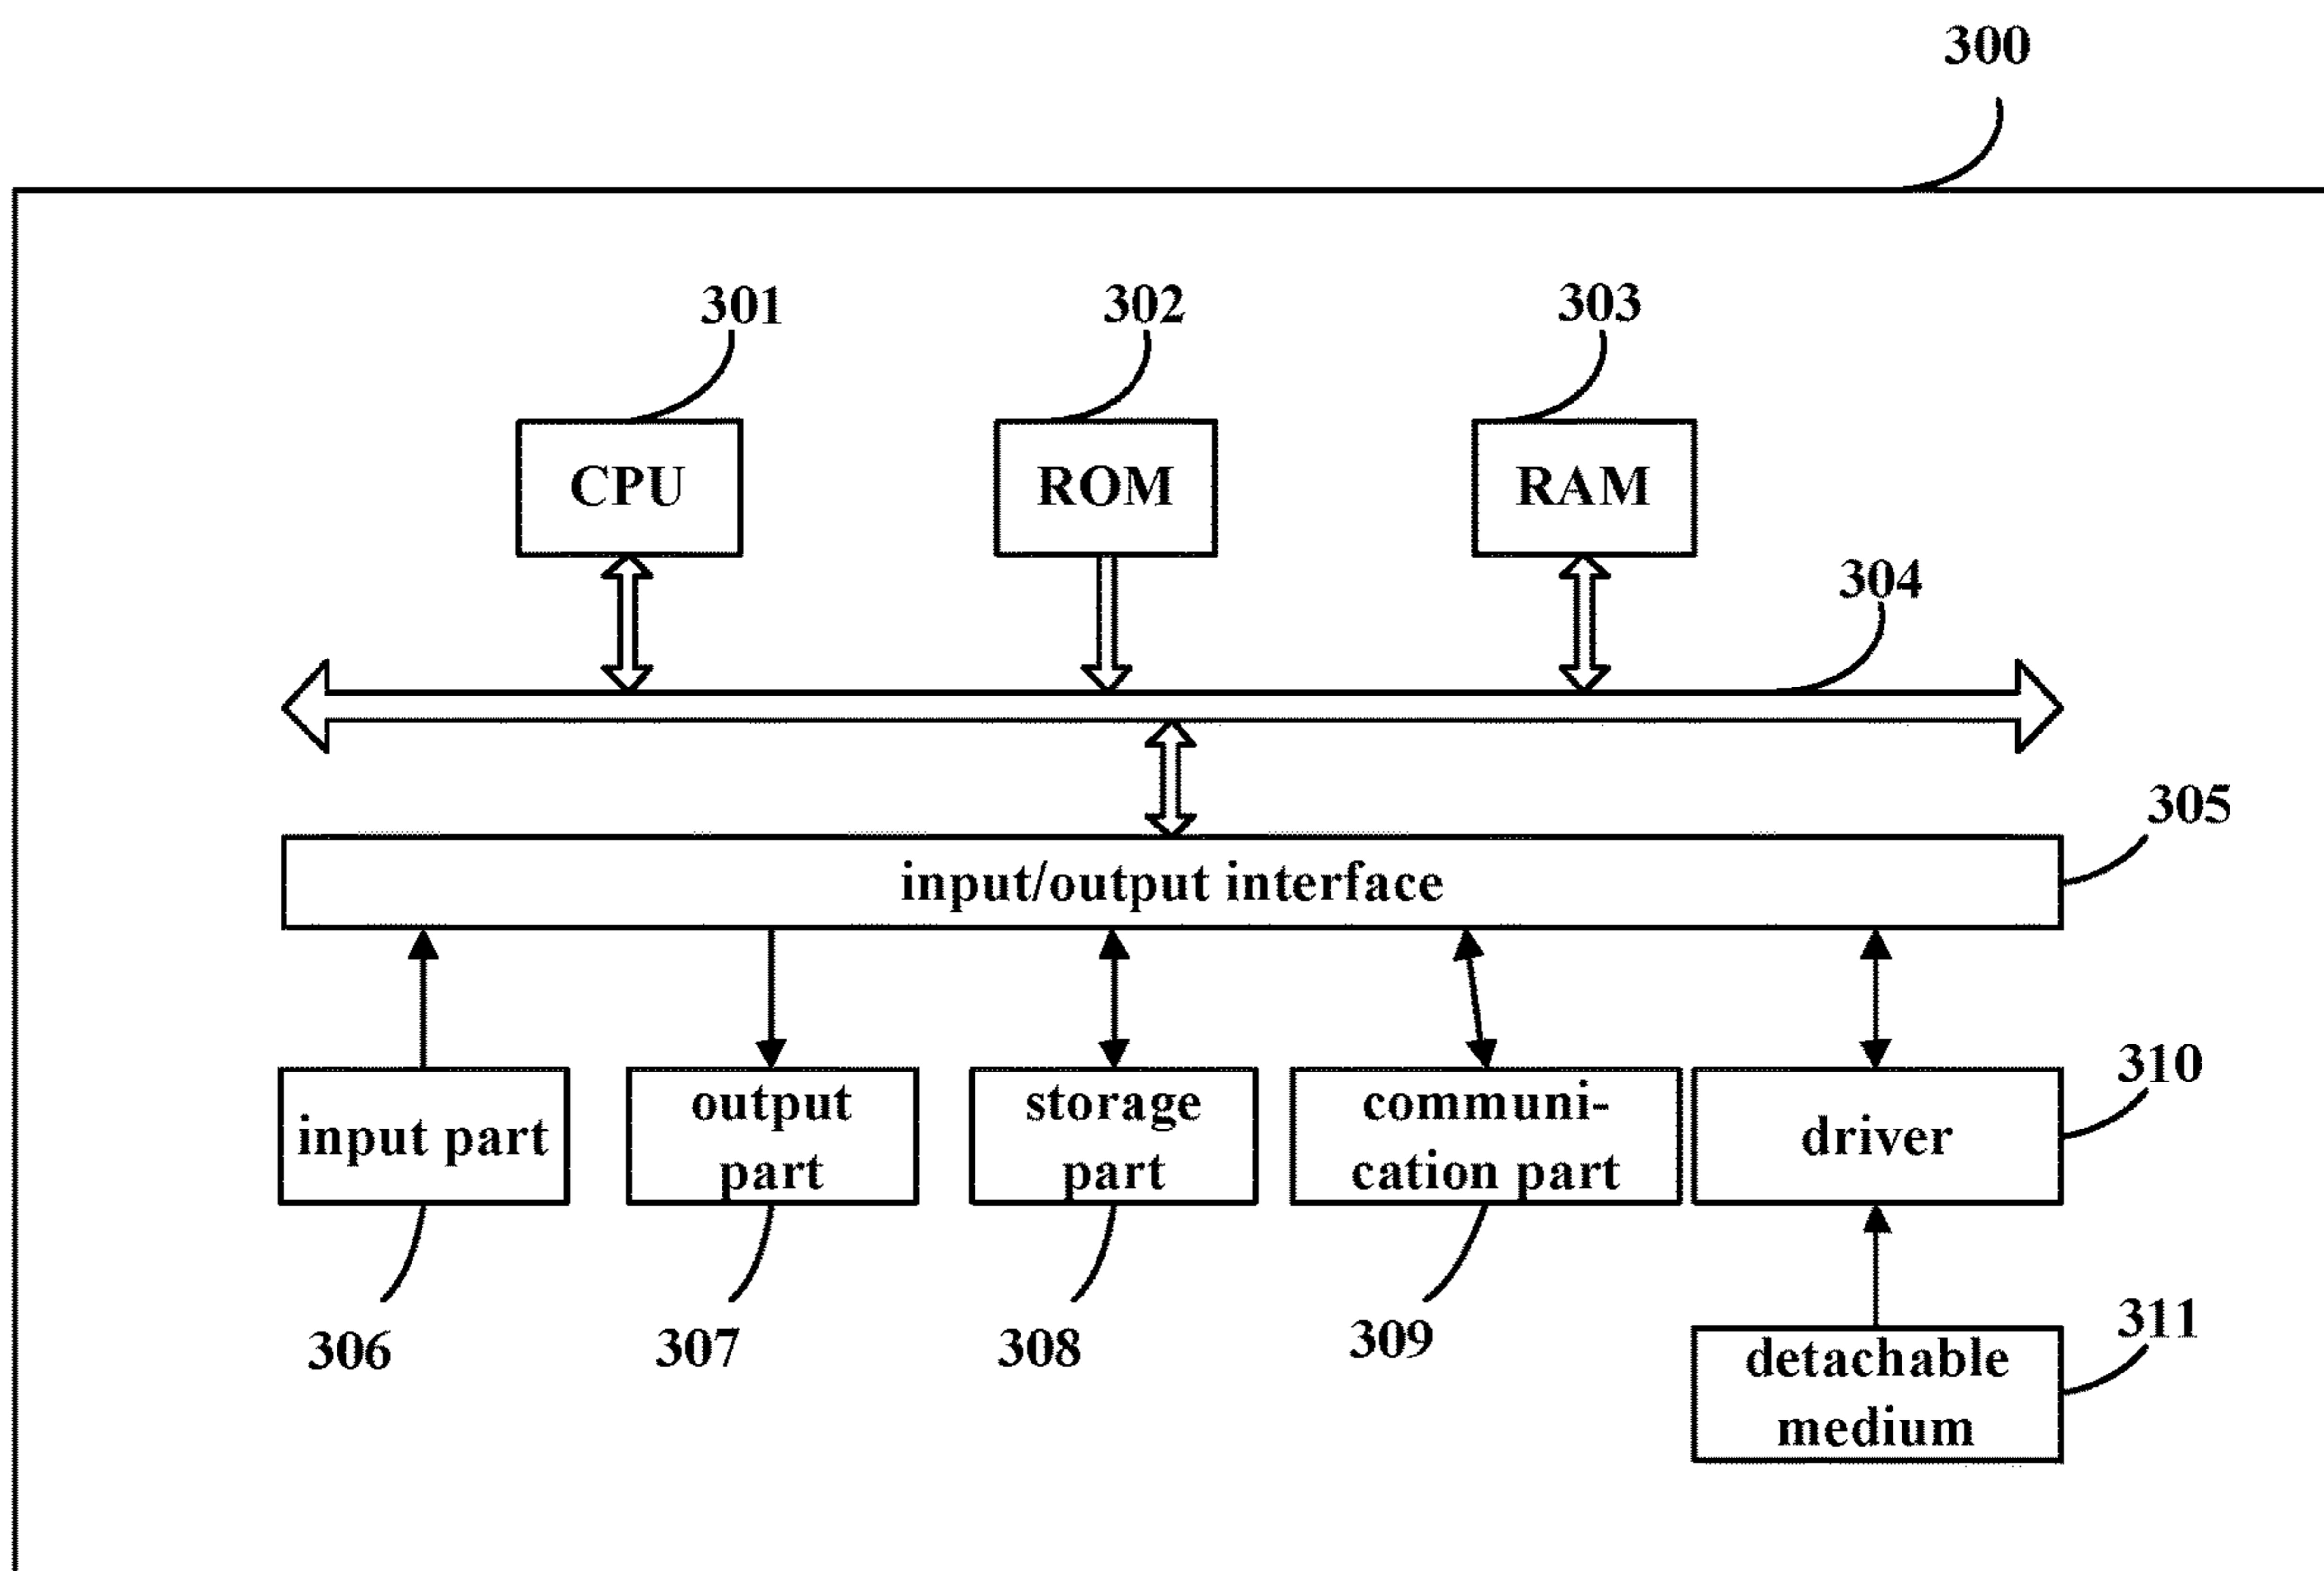 300
301
302
303
CPU
ROM
RAM
304
305
input/output interface
310
input part
output
part
storage
part
communi-
cation part
driver
306
307
308
309
311
detachable
medium